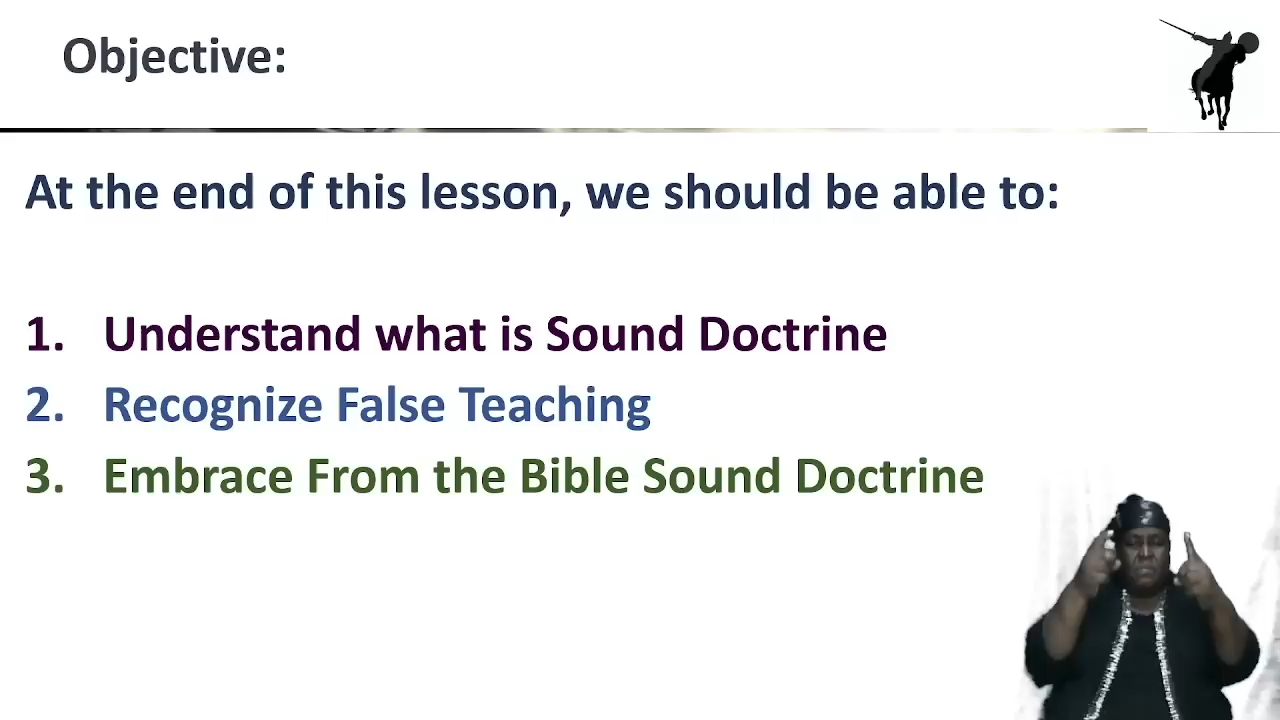 Objective:
At the end of this lesson, we should be able to:
1. Understand what is Sound Doctrine
2. Recognize False Teaching
3. Embrace From the Bible Sound Doctrine